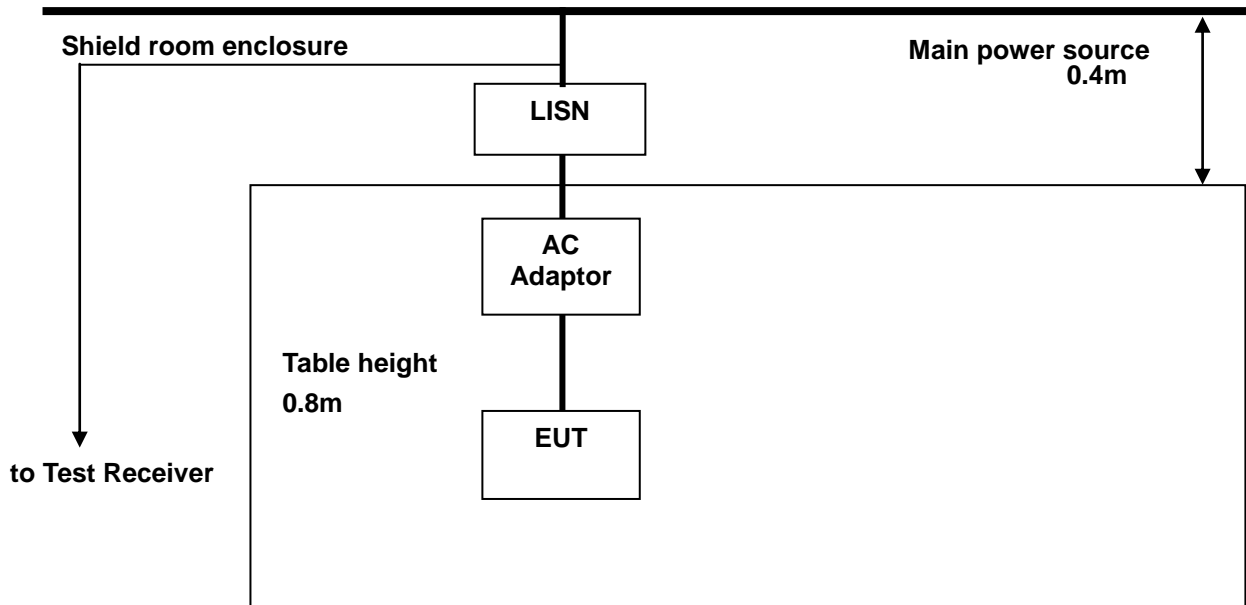 Shield room enclosure
Main power source
0.4m
LISN
AC
Adaptor
Table height
0.8m
EUT
to Test Receiver